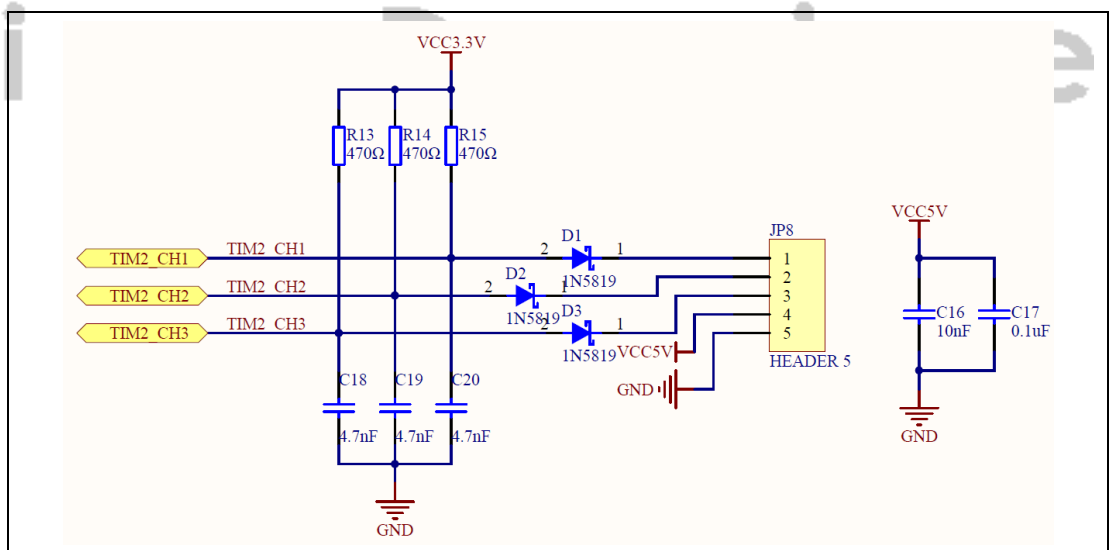 VCC3.3V
R13
470Ω
R14
470Ω
R15
470Ω
VCC5V
JP8
TIM2_CH1
TIM2_CH1
2
D1
1
1N5819
1
TIM2_CH2
TIM2_CH2
2
D2
1
1N5819
2
TIM2_CH3
TIM2_CH3
2
D3
1
1N5819
3
4
5
VCC5V
GND
HEADER 5
C16
10nF
C17
0.1uF
GND
C18
4.7nF
C19
4.7nF
C20
4.7nF
GND